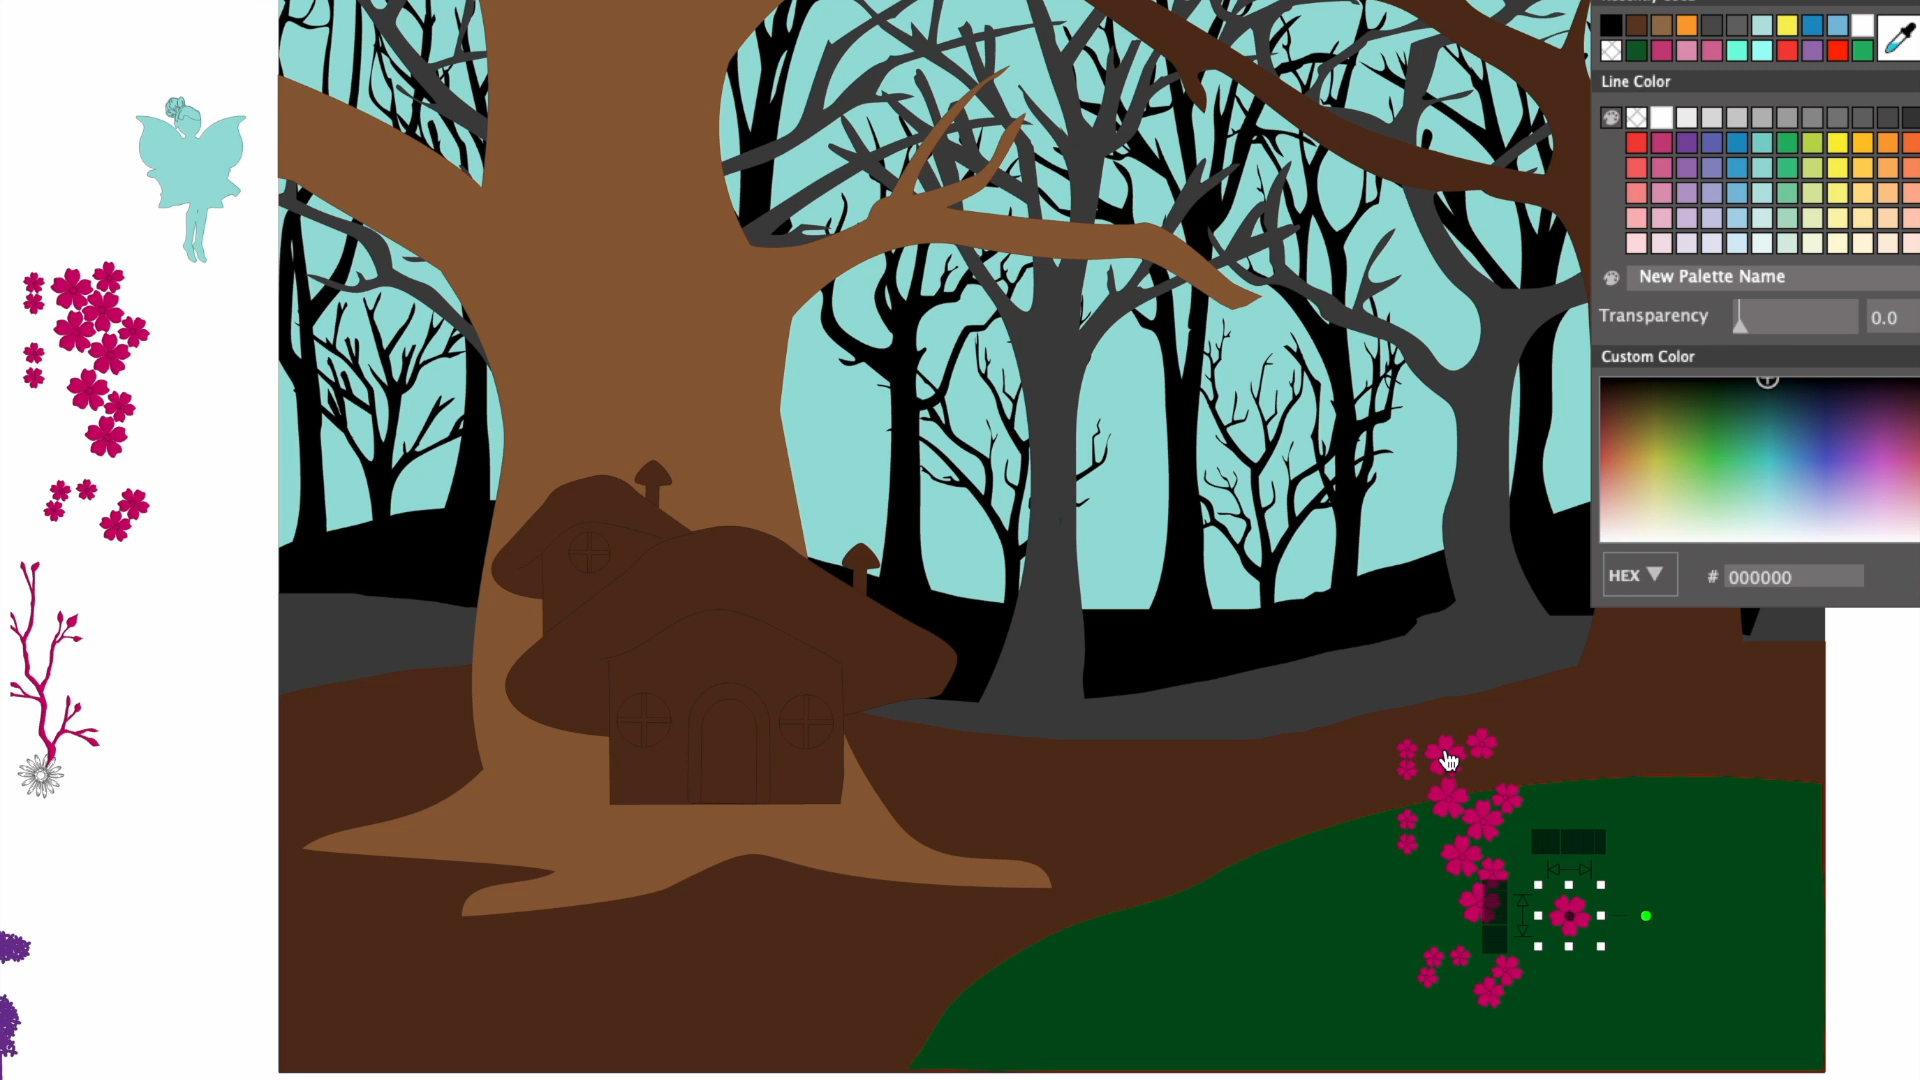 Line Color
New Palette Name
Transparency
0.0
Custom Color
HEX
# 000000